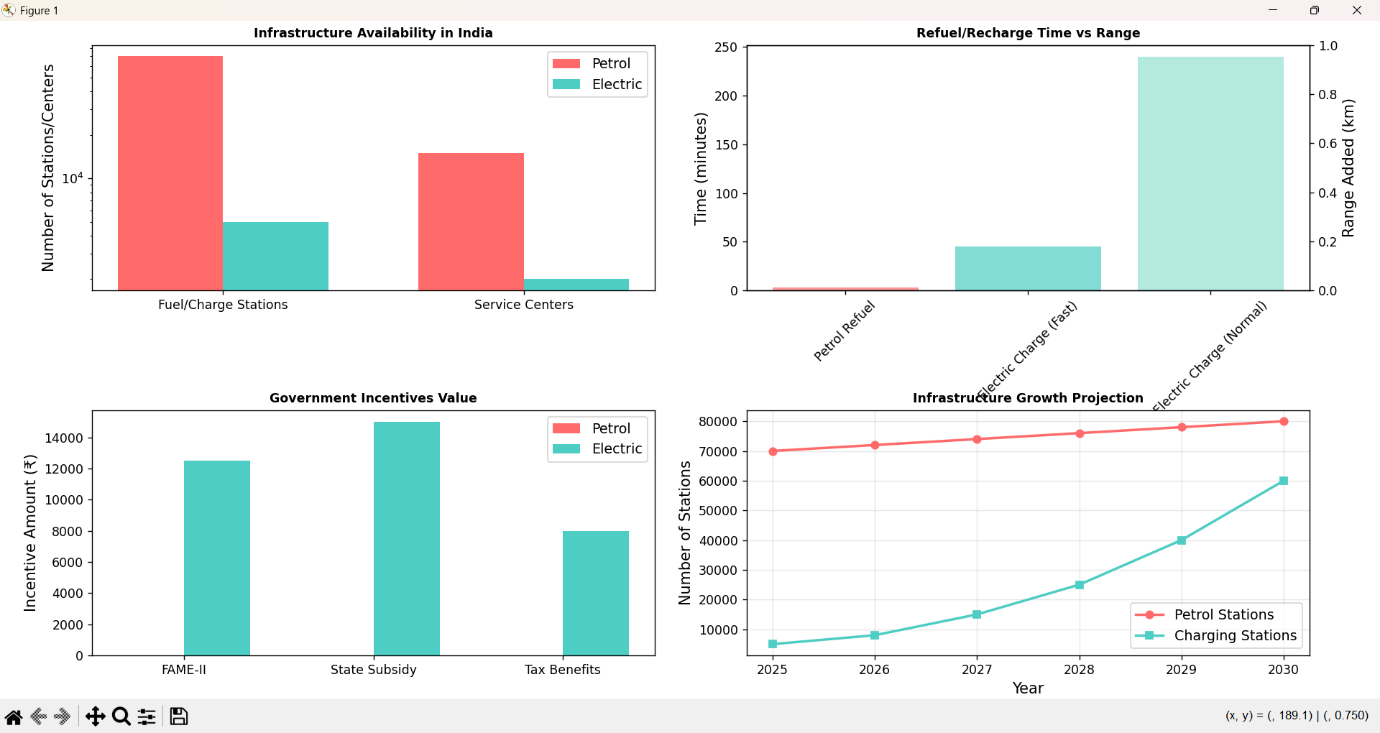 Figure 1
Infrastructure Availability in India
Number of Stations/Centers
10⁴
Petrol
Electric
Fuel/Charge Stations
Service Centers
Refuel/Recharge Time vs Range
Time (minutes)
250
200
150
100
50
0
1.0
0.8
0.6
0.4
0.2
0.0
Range Added (km)
Petrol Refuel
Electric Charge (Fast)
Electric Charge (Normal)
Government Incentives Value
Incentive Amount (₹)
14000
12000
10000
8000
6000
4000
2000
0
Petrol
Electric
FAME-II
State Subsidy
Tax Benefits
Infrastructure Growth Projection
Number of Stations
80000
70000
60000
50000
40000
30000
20000
10000
Petrol Stations
Charging Stations
2025
2026
2027
2028
2029
2030
Year
(x, y) = (, 189.1) | (, 0.750)